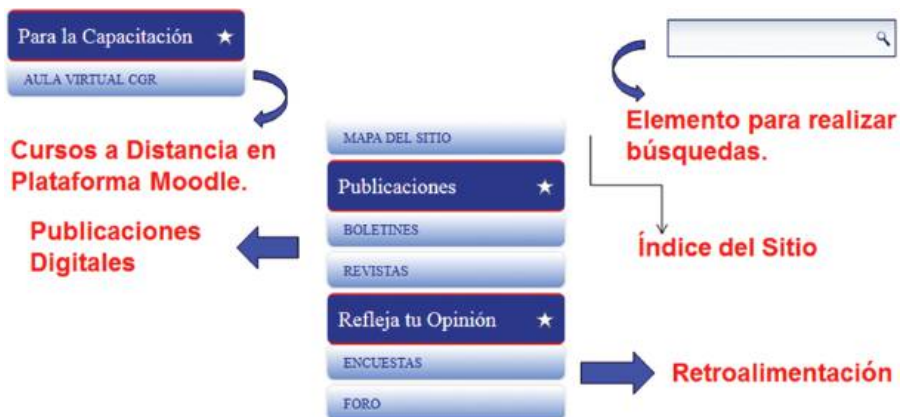 Para la Capacitación
AULA VIRTUAL CGR
Cursos a Distancia en
Plataforma Moodle.
Elemento para realizar
búsquedas.
MAPA DEL SITIO
Índice del Sitio
Publicaciones
BOLETINES
REVISTAS
Publicaciones
Digitales
Refleja tu Opinión
ENCUESTAS
FORO
Retroalimentación